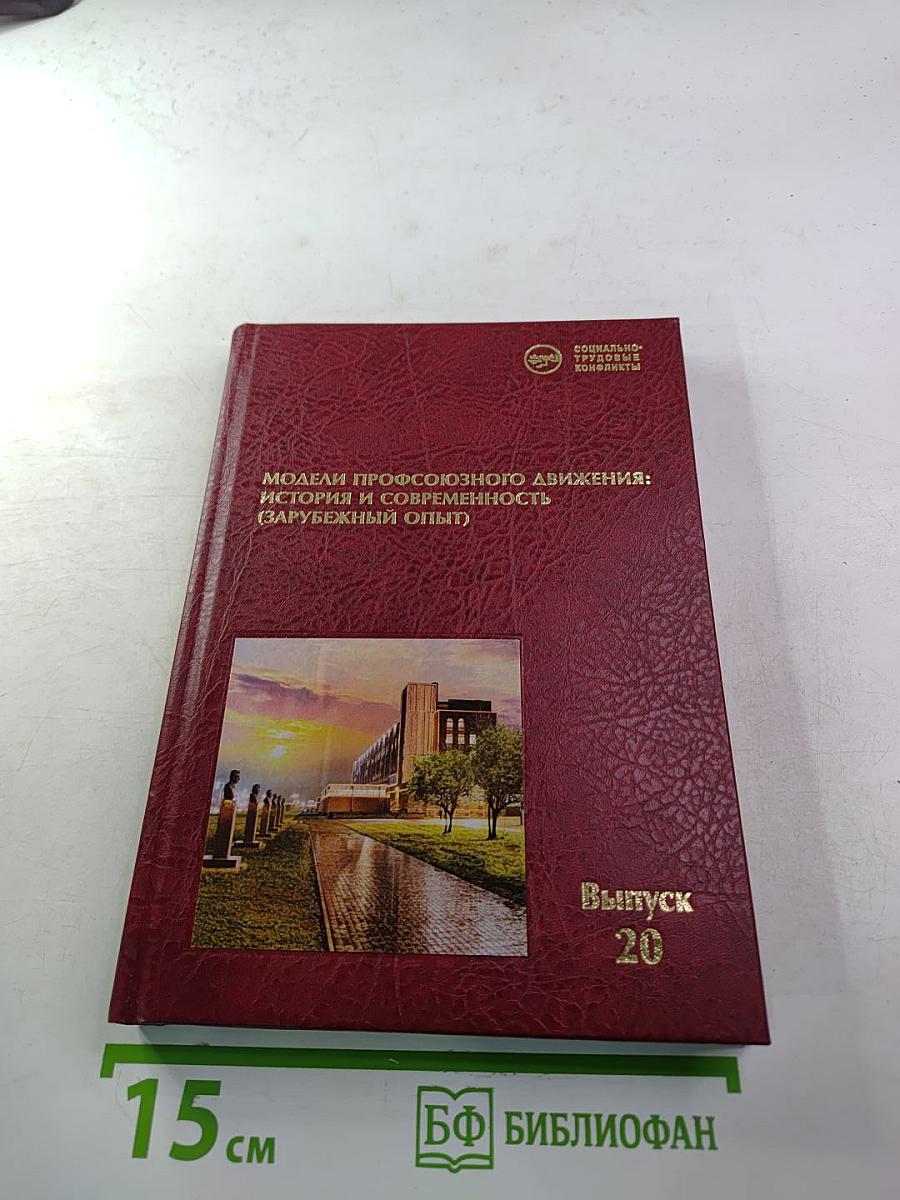 СОЦИАЛЬНО-
ТРУДОВЫЕ
КОНФЛИКТЫ
МОДЕЛИ ПРОФСОЮЗНОГО ДВИЖЕНИЯ:
ИСТОРИЯ И СОВРЕМЕННОСТЬ
(ЗАРУБЕЖНЫЙ ОПЫТ)
Выпуск
20
15 см
БФ БИБЛИОФАН